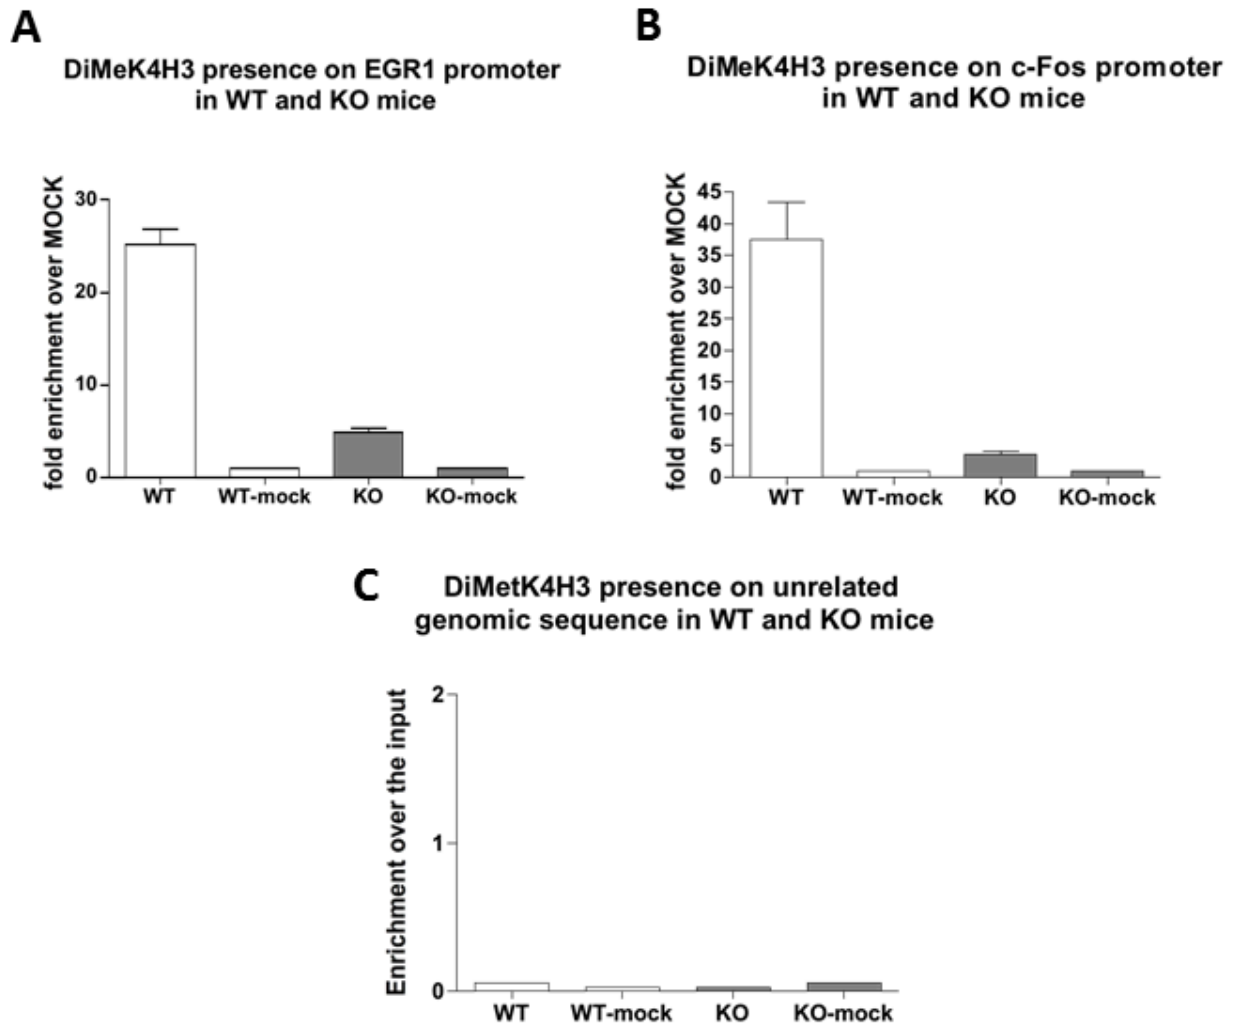 A
DiMeK4H3 presence on EGR1 promoter
in WT and KO mice
fold enrichment over MOCK
30
20
10
0
WT
WT-mock
KO
KO-mock
B
DiMeK4H3 presence on c-Fos promoter
in WT and KO mice
fold enrichment over MOCK
45
40
35
30
25
20
15
10
5
0
WT
WT-mock
KO
KO-mock
C
DiMetK4H3 presence on unrelated
genomic sequence in WT and KO mice
Enrichment over the input
2
1
0
WT
WT-mock
KO
KO-mock